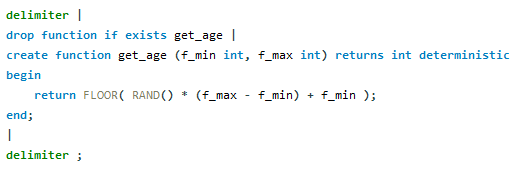 delimiter |
drop function if exists get_age |
create function get_age (f_min int, f_max int) returns int deterministic
begin
    return FLOOR( RAND() * (f_max - f_min) + f_min );
end;
|
delimiter ;